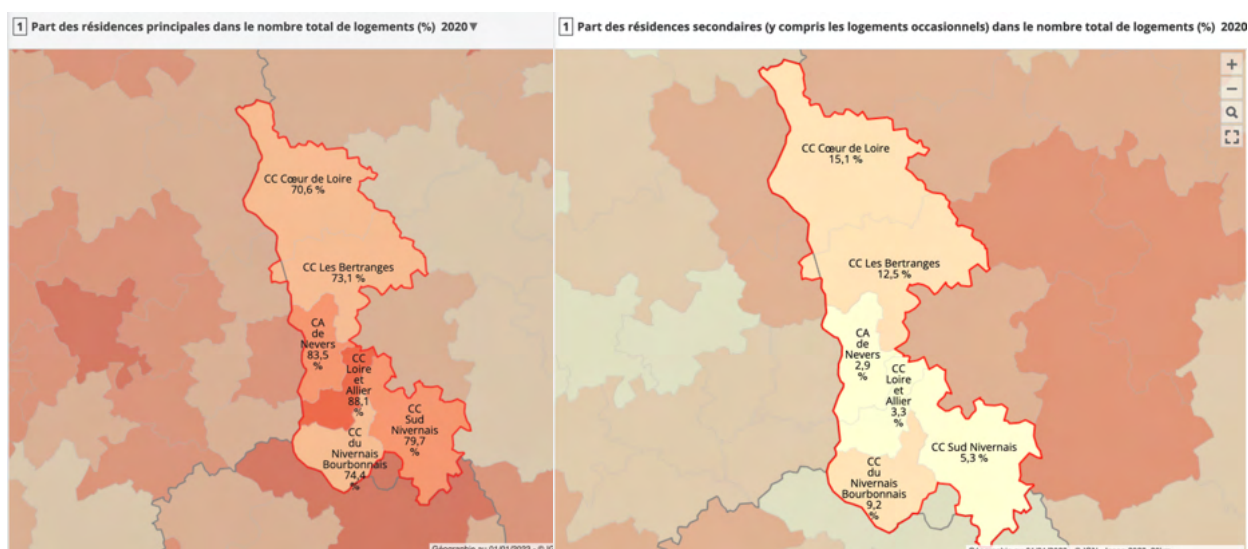 1 Part des résidences principales dans le nombre total de logements (%) 2020▼
CC Cœur de Loire
70,6 %
CC Les Bertranges
73,1 %
CA
de
Nevers
83,5
%
CC
Loire
et
Allier
88,1
%
CC
Sud
Nivernais
79,7
%
CC
du
Nivernais
Bourbonnais
74,4
%
1 Part des résidences secondaires (y compris les logements occasionnels) dans le nombre total de logements (%) 2020
+
−
CC Cœur de Loire
15,1 %
CC Les Bertranges
12,5 %
CA
de
Nevers
2,9
%
CC
Loire
et
Allier
3,3
%
CC Sud Nivernais
5,3 %
CC
du
Nivernais
Bourbonnais
9,2
%